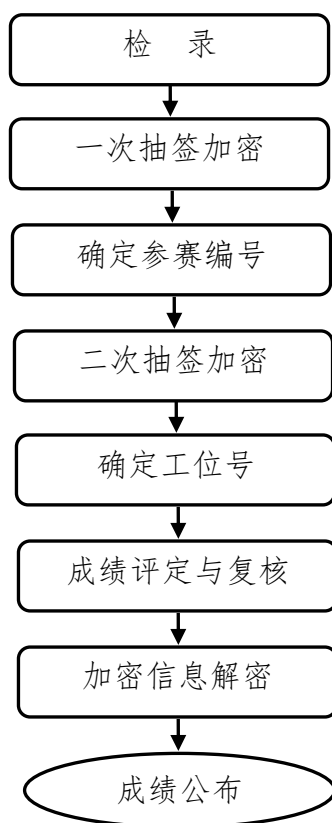 检　录
一次抽签加密
确定参赛编号
二次抽签加密
确定工位号
成绩评定与复核
加密信息解密
成绩公布